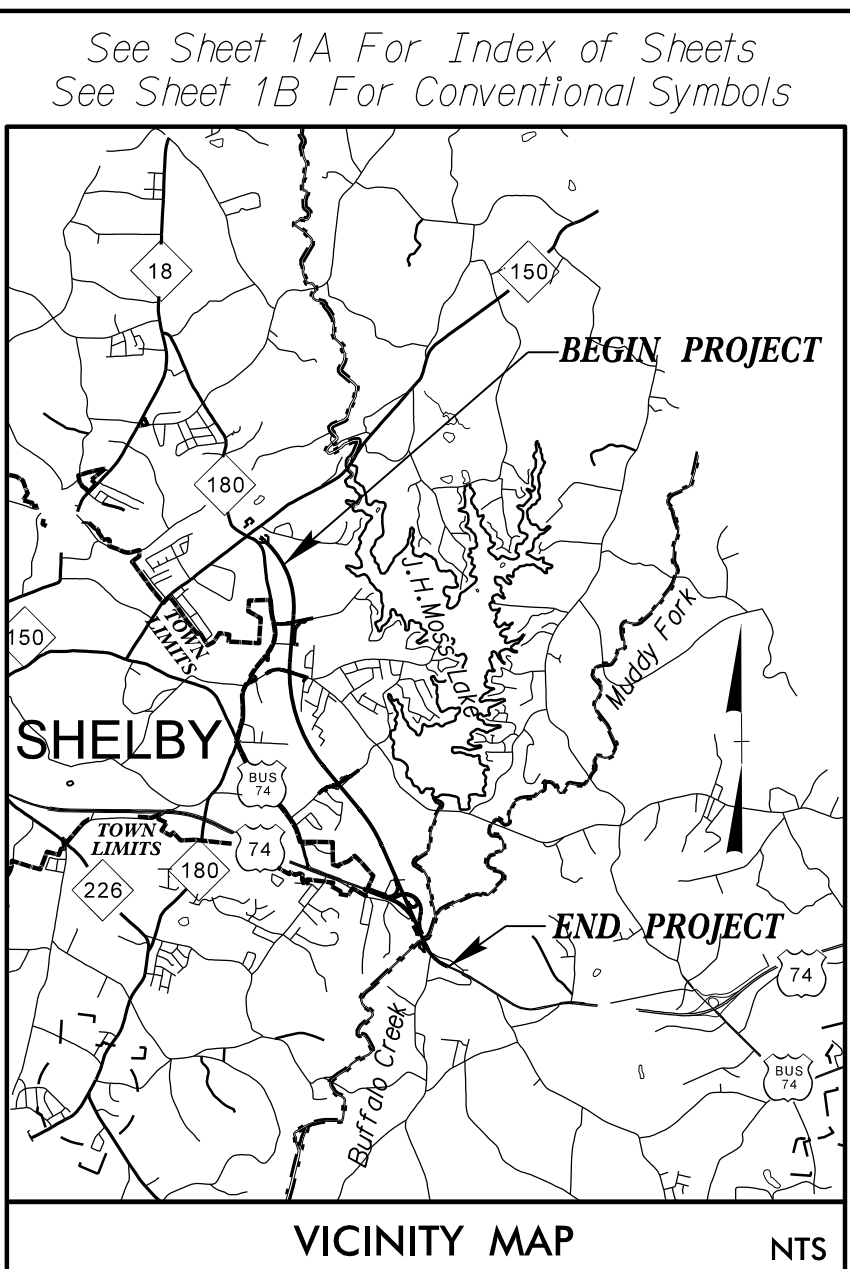 See Sheet 1A For Index of Sheets
See Sheet 1B For Conventional Symbols
18
150
BEGIN PROJECT
180
J.H. Moss Lake
Muddy Fork
TOWN
LIMITS
150
SHELBY
BUS
74
TOWN
LIMITS
74
180
226
END PROJECT
74
Buffalo Creek
BUS
74
VICINITY MAP
NTS